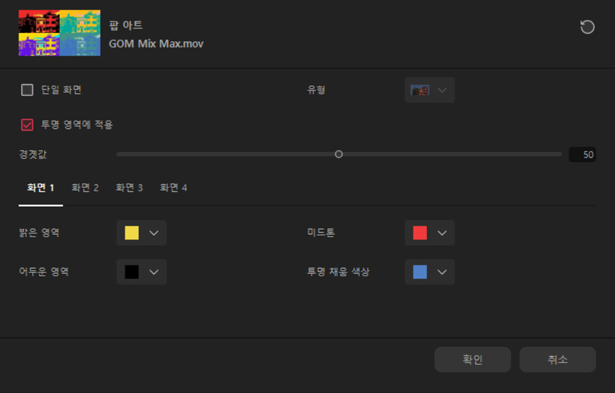 팝 아트
GOM Mix Max.mov
단일 화면
유형
투명 영역에 적용
경곗값
50
화면 1 화면 2 화면 3 화면 4
밝은 영역
미드톤
어두운 영역
투명 채움 색상
확인 취소